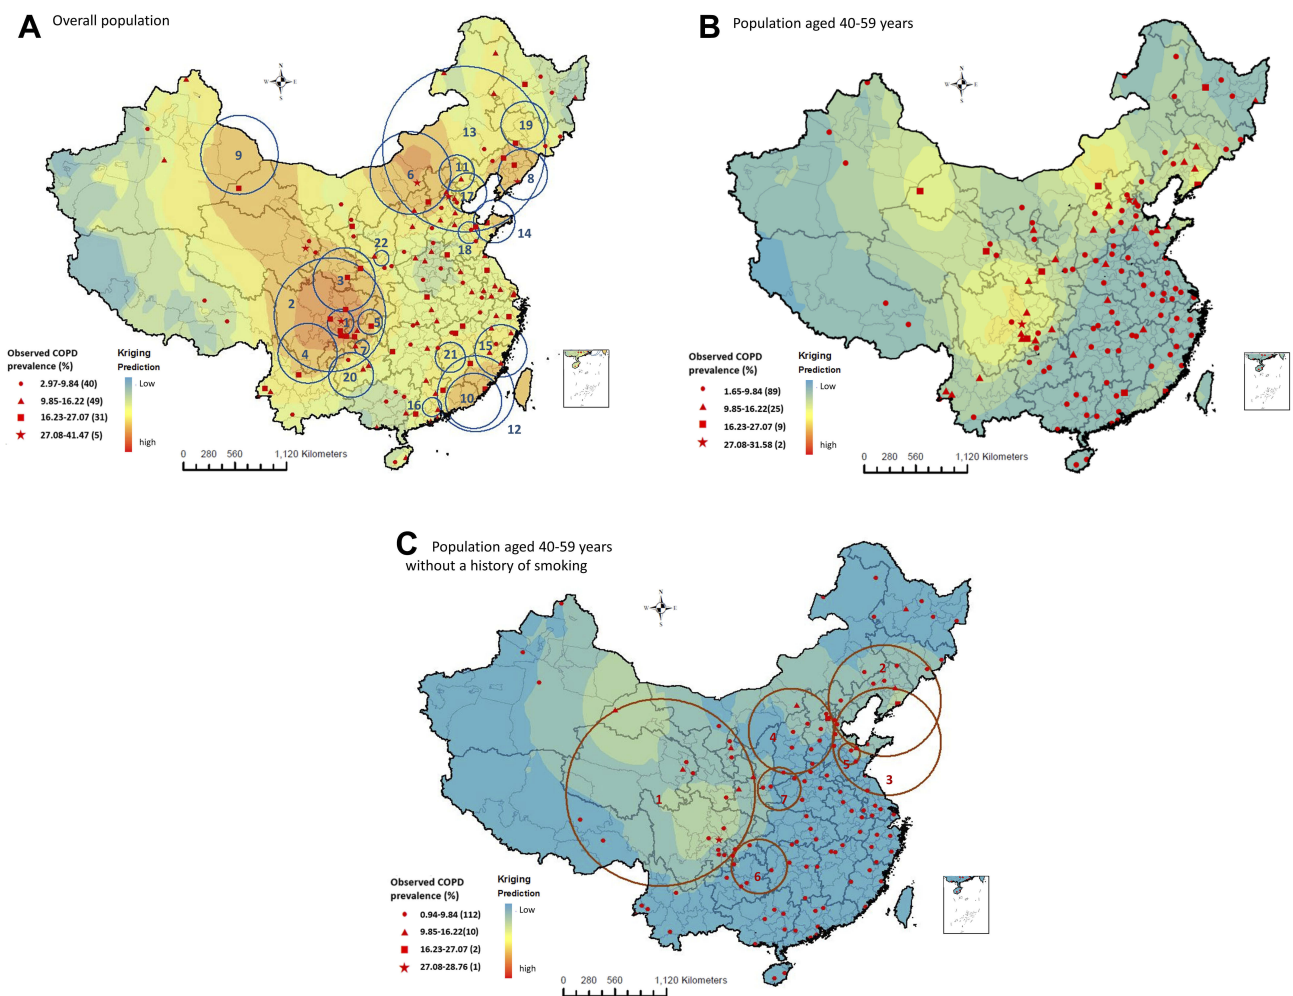 A Overall population
N
W E
S
9
13
19
6
11
17
8
14
18
22
3
2
1
5
4
7
20
21
15
16
10
12
Observed COPD
prevalence (%)
2.97-9.84 (40)
9.85-16.22 (49)
16.23-27.07 (31)
27.08-41.47 (5)
Kriging
Prediction
Low
high
0 280 560 1,120 Kilometers
B Population aged 40-59 years
N
W E
S
Observed COPD
prevalence (%)
1.65-9.84 (89)
9.85-16.22(25)
16.23-27.07 (9)
27.08-31.58 (2)
Kriging
Prediction
Low
high
0 280 560 1,120 Kilometers
C Population aged 40-59 years
without a history of smoking
N
W E
S
2
4
5
3
1
7
6
Observed COPD
prevalence (%)
0.94-9.84 (112)
9.85-16.22(10)
16.23-27.07 (2)
27.08-28.76 (1)
Kriging
Prediction
Low
high
0 280 560 1,120 Kilometers